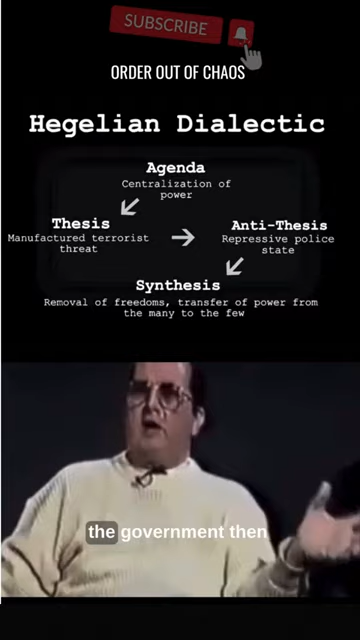 SUBSCRIBE
ORDER OUT OF CHAOS
Hegelian Dialectic
Agenda
Centralization of
power
Thesis
Manufactured terrorist
threat
Anti-Thesis
Repressive police
state
Synthesis
Removal of freedoms, transfer of power from
the many to the few
the government then